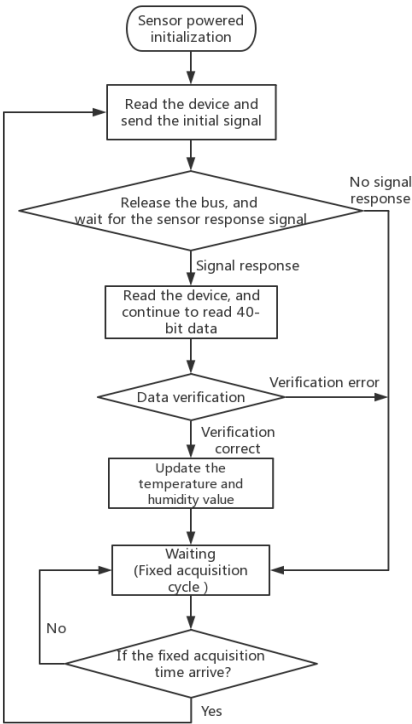 Sensor powered
initialization
Read the device and
send the initial signal
No signal
response
Release the bus, and
wait for the sensor response signal
Signal response
Read the device, and
continue to read 40-
bit data
Verification error
Data verification
Verification
correct
Update the
temperature and
humidity value
Waiting
(Fixed acquisition
cycle )
No
If the fixed acquisition
time arrive?
Yes